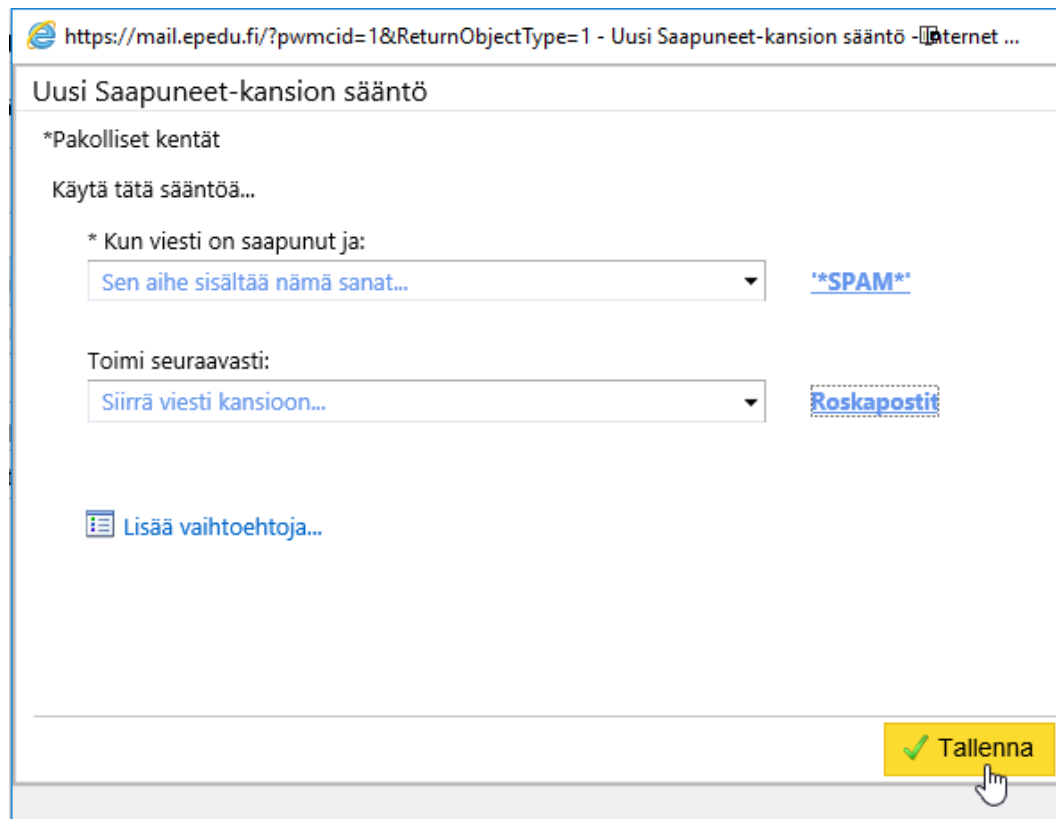 https://mail.epedu.fi/?pwmcid=1&ReturnObjectType=1 - Uusi Saapuneet-kansion sääntö - Internet ...
Uusi Saapuneet-kansion sääntö
*Pakolliset kentät
Käytä tätä sääntöä...
* Kun viesti on saapunut ja:
Sen aihe sisältää nämä sanat... '*SPAM*'
Toimi seuraavasti:
Siirrä viesti kansioon... Roskapostit
Lisää vaihtoehtoja...
Tallenna